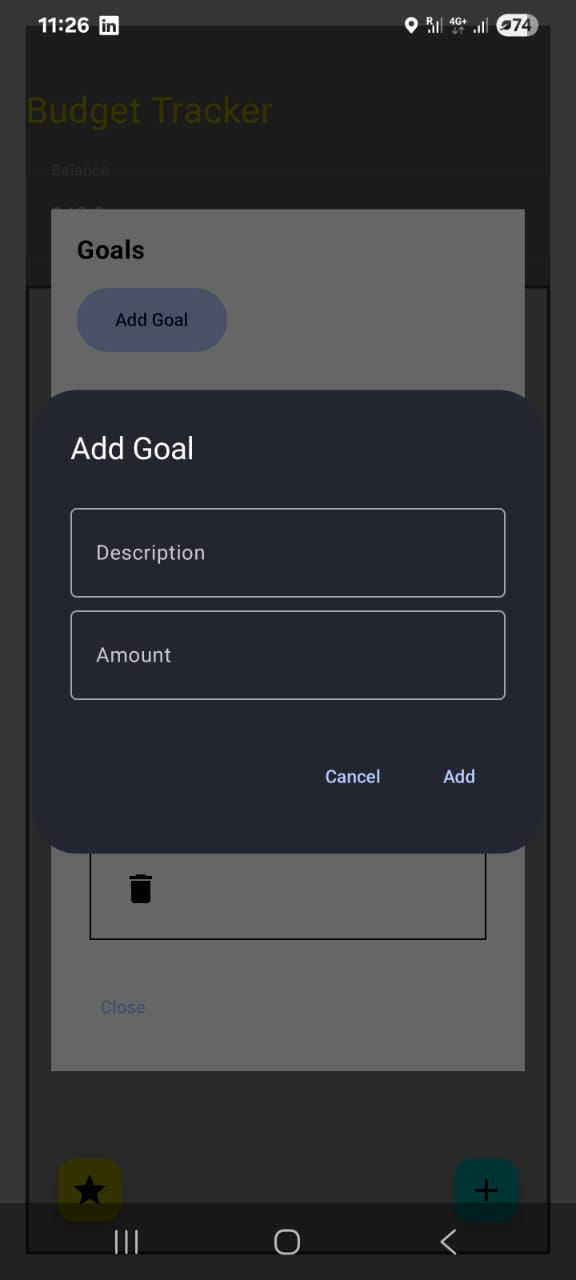 11:26 in R 4G+ 74
Budget Tracker
Balance
Goals
Add Goal
Add Goal
Description
Amount
Cancel Add
Close